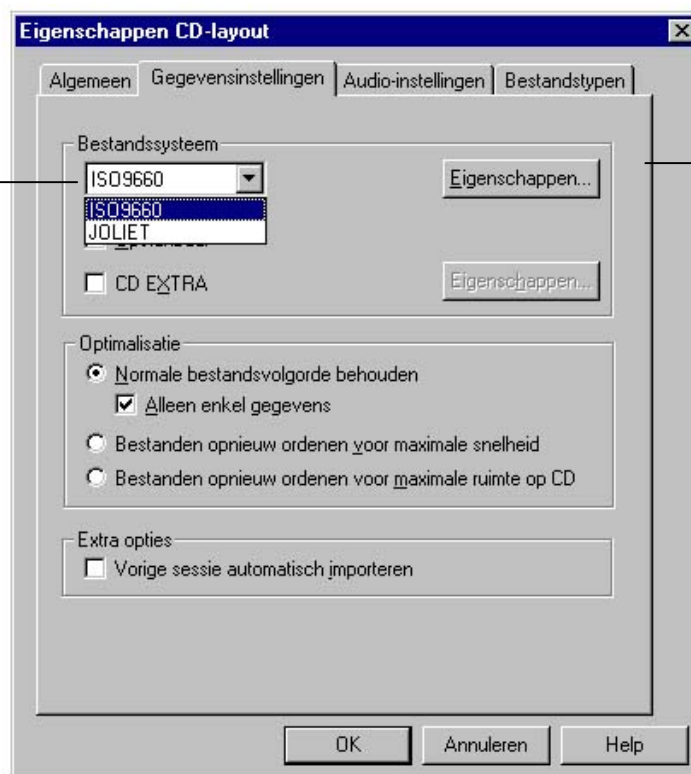 Eigenschappen CD-layout
Algemeen Gegevensinstellingen Audio-instellingen Bestandstypen
Bestandssysteem
ISO9660 Eigenschappen...
ISO9660
JOLIET
CD EXTRA Eigenschappen...
Optimalisatie
Normale bestandsvolgorde behouden
Alleen enkel gegevens
Bestanden opnieuw ordenen voor maximale snelheid
Bestanden opnieuw ordenen voor maximale ruimte op CD
Extra opties
Vorige sessie automatisch importeren
OK Annuleren Help